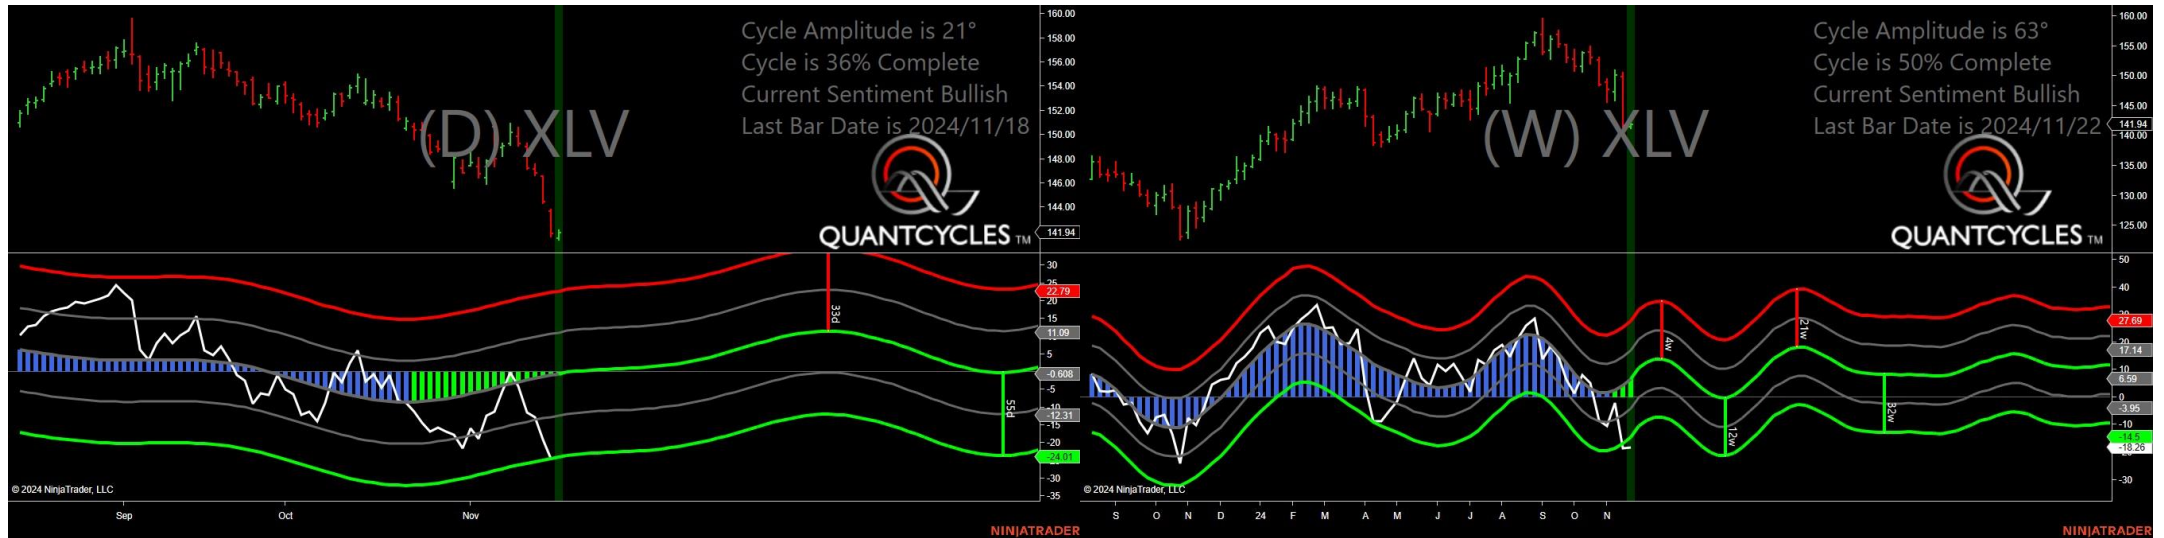 Cycle Amplitude is 21°
Cycle is 36% Complete
Current Sentiment Bullish
Last Bar Date is 2024/11/18
(D) XLV
QUANTCYCLES TM
160.00
158.00
156.00
154.00
152.00
150.00
148.00
146.00
144.00
141.94
30
25
22.79
20
15
11.09
5
-0.608
-5
-10
-12.31
-15
-20
-24.01
-30
-35
33d
55d
© 2024 NinjaTrader, LLC
Sep
Oct
Nov
NINJATRADER
Cycle Amplitude is 63°
Cycle is 50% Complete
Current Sentiment Bullish
Last Bar Date is 2024/11/22
(W) XLV
QUANTCYCLES TM
160.00
155.00
150.00
145.00
141.94
140.00
135.00
130.00
125.00
50
40
27.69
20
17.14
10
6.59
0
-3.95
-10
-14.5
-18.26
-30
4w
12w
21w
32w
© 2024 NinjaTrader, LLC
S O N D 24 F M A M J J A S O N
NINJATRADER